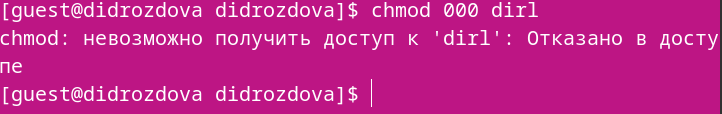 [guest@didrozdova didrozdova]$ chmod 000 dirl
chmod: невозможно получить доступ к 'dirl': Отказано в досту
пе
[guest@didrozdova didrozdova]$